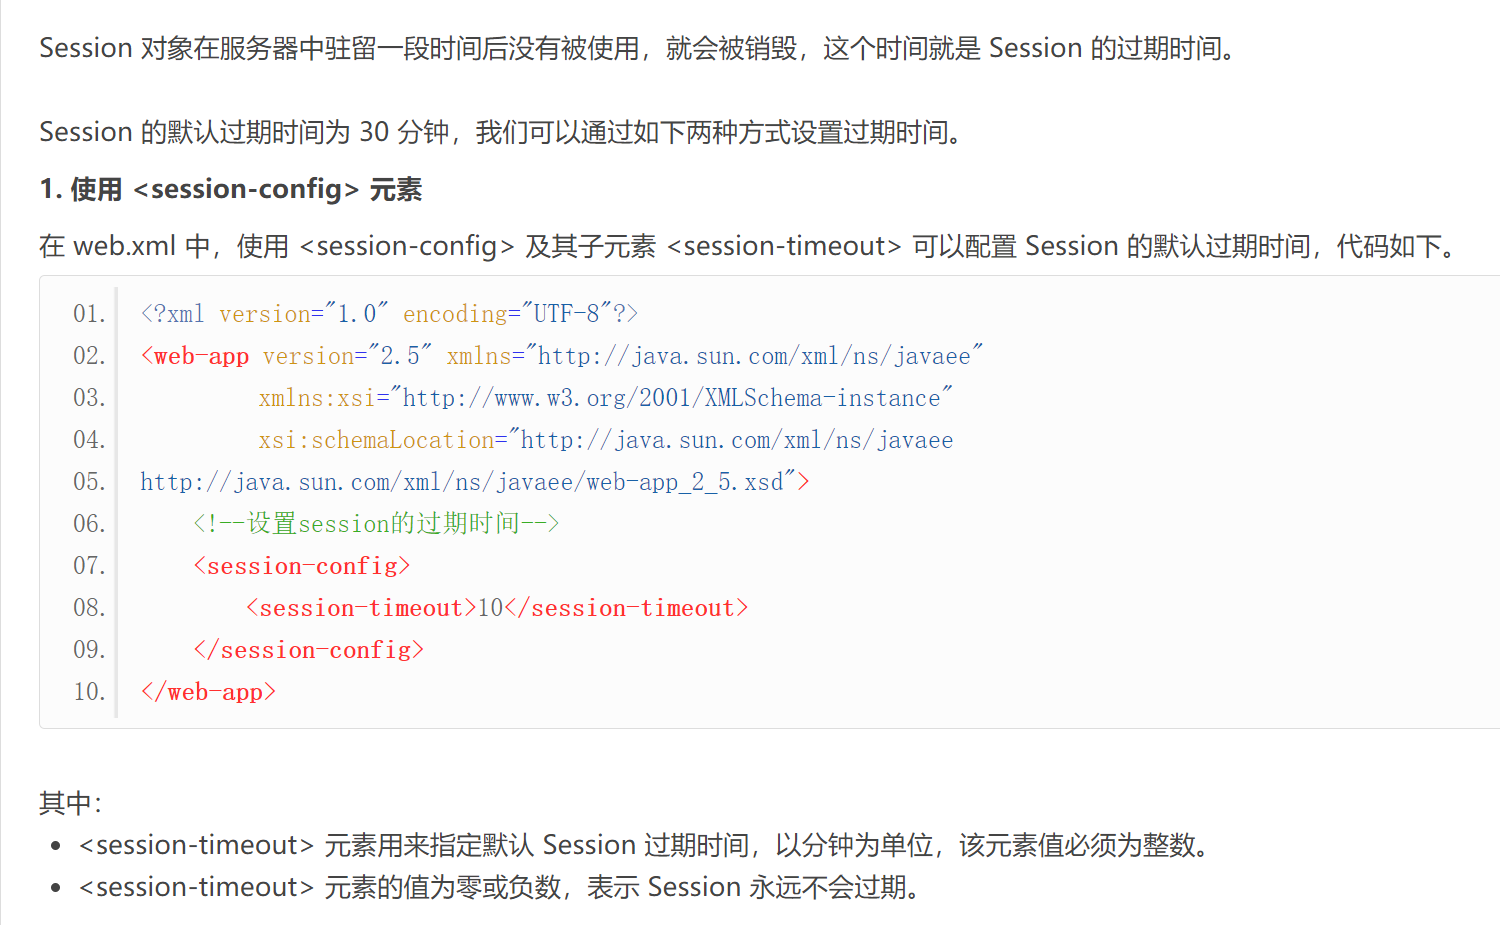 Session 对象在服务器中驻留一段时间后没有被使用，就会被销毁，这个时间就是 Session 的过期时间。
Session 的默认过期时间为 30 分钟，我们可以通过如下两种方式设置过期时间。
1. 使用 <session-config> 元素
在 web.xml 中，使用 <session-config> 及其子元素 <session-timeout> 可以配置 Session 的默认过期时间，代码如下。
01. <?xml version="1.0" encoding="UTF-8"?>
02. <web-app version="2.5" xmlns="http://java.sun.com/xml/ns/javaee"
03.          xmlns:xsi="http://www.w3.org/2001/XMLSchema-instance"
04.          xsi:schemaLocation="http://java.sun.com/xml/ns/javaee
05. http://java.sun.com/xml/ns/javaee/web-app_2_5.xsd">
06.     <!--设置session的过期时间-->
07.     <session-config>
08.         <session-timeout>10</session-timeout>
09.     </session-config>
10. </web-app>
其中：
• <session-timeout> 元素用来指定默认 Session 过期时间，以分钟为单位，该元素值必须为整数。
• <session-timeout> 元素的值为零或负数，表示 Session 永远不会过期。